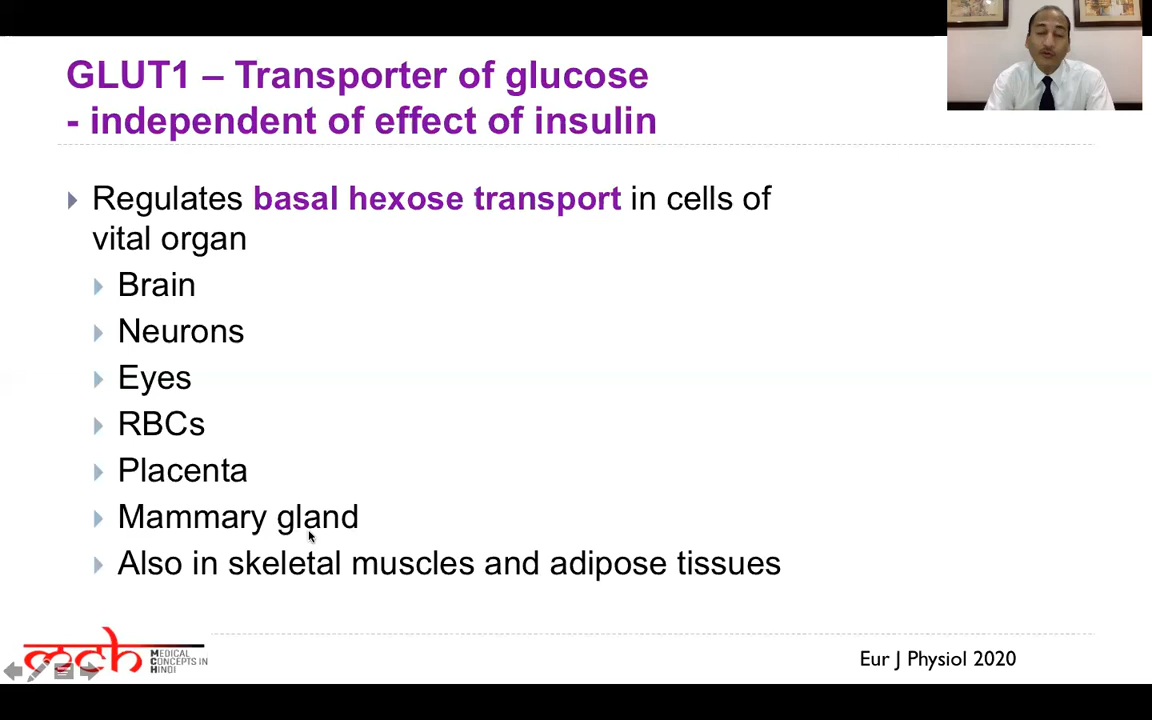 GLUT1 – Transporter of glucose
- independent of effect of insulin
Regulates basal hexose transport in cells of
vital organ
Brain
Neurons
Eyes
RBCs
Placenta
Mammary gland
Also in skeletal muscles and adipose tissues
mch
MEDICAL
CONCEPTS IN
HINDI
Eur J Physiol 2020